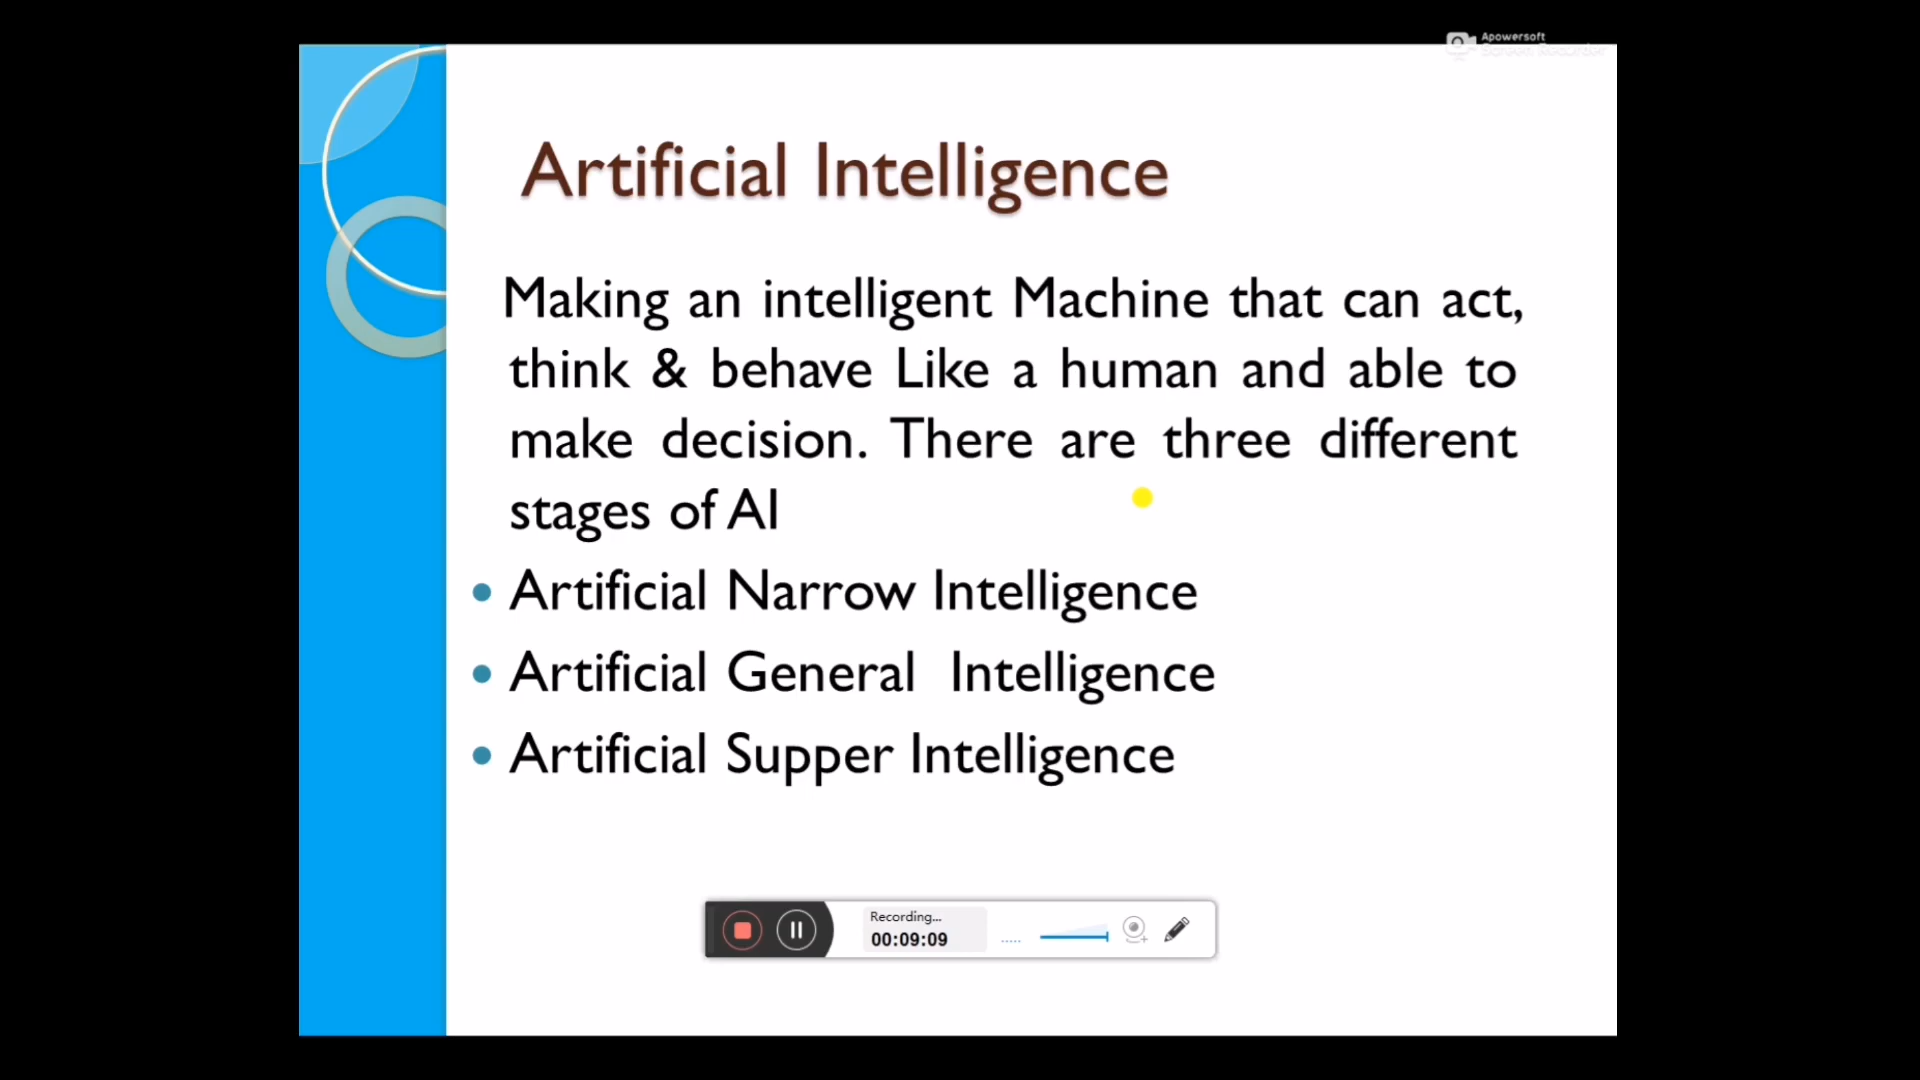 Apowersoft
Screen Recorder
Artificial Intelligence
Making an intelligent Machine that can act,
think & behave Like a human and able to
make decision. There are three different
stages of AI
• Artificial Narrow Intelligence
• Artificial General Intelligence
• Artificial Supper Intelligence
Recording...
00:09:09